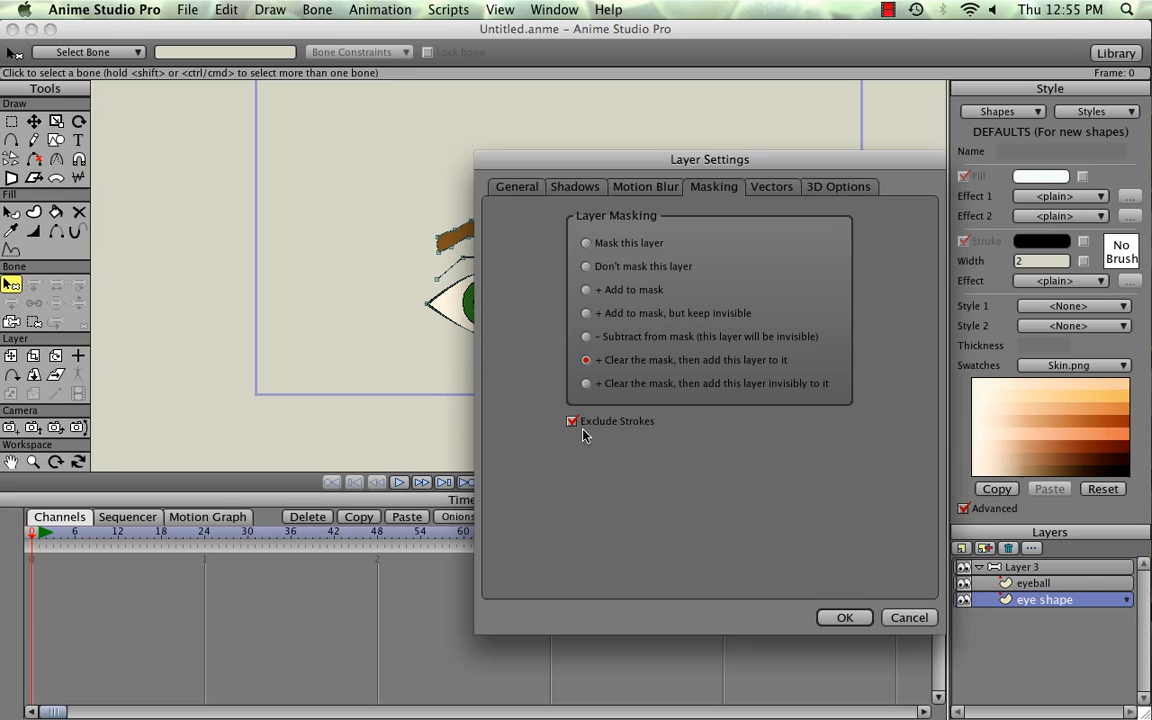 Anime Studio Pro File Edit Draw Bone Animation Scripts View Window Help Thu 12:55 PM
Untitled.anme – Anime Studio Pro
Select Bone Bone Constraints Lock bone Library
Click to select a bone (hold <shift> or <ctrl/cmd> to select more than one bone) Frame: 0
Tools
Draw
T
Fill
Bone
Layer
Camera
Workspace
Layer Settings
General Shadows Motion Blur Masking Vectors 3D Options
Layer Masking
Mask this layer
Don't mask this layer
+ Add to mask
+ Add to mask, but keep invisible
– Subtract from mask (this layer will be invisible)
+ Clear the mask, then add this layer to it
+ Clear the mask, then add this layer invisibly to it
Exclude Strokes
OK Cancel
Style
Shapes Styles
DEFAULTS (For new shapes)
Name
Fill
Effect 1 <plain> ...
Effect 2 <plain> ...
Stroke
Width 2
No Brush
Effect <plain> ...
Style 1 <None>
Style 2 <None>
Thickness
Swatches Skin.png
Copy Paste Reset
Advanced
Layers
Layer 3
eyeball
eye shape
Time
Channels Sequencer Motion Graph Delete Copy Paste Onions
0 6 12 18 24 30 36 42 48 54 60
0 1 2